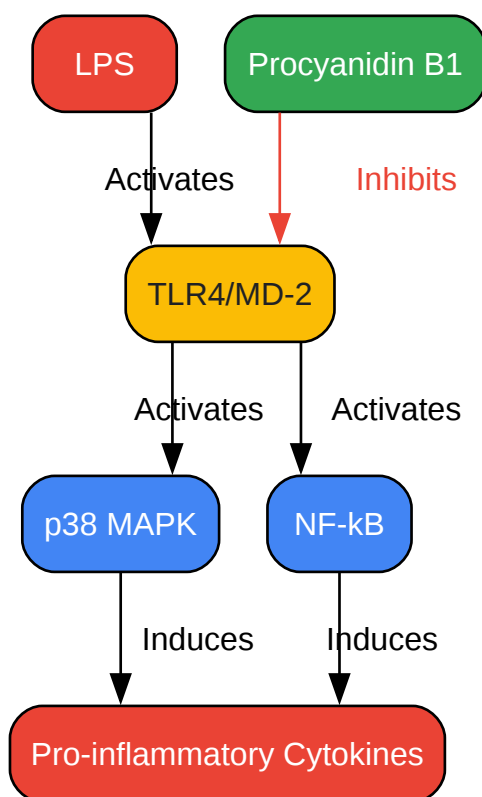 LPS
Procyanidin B1
Activates
Inhibits
TLR4/MD-2
Activates
Activates
p38 MAPK
NF-kB
Induces
Induces
Pro-inflammatory Cytokines